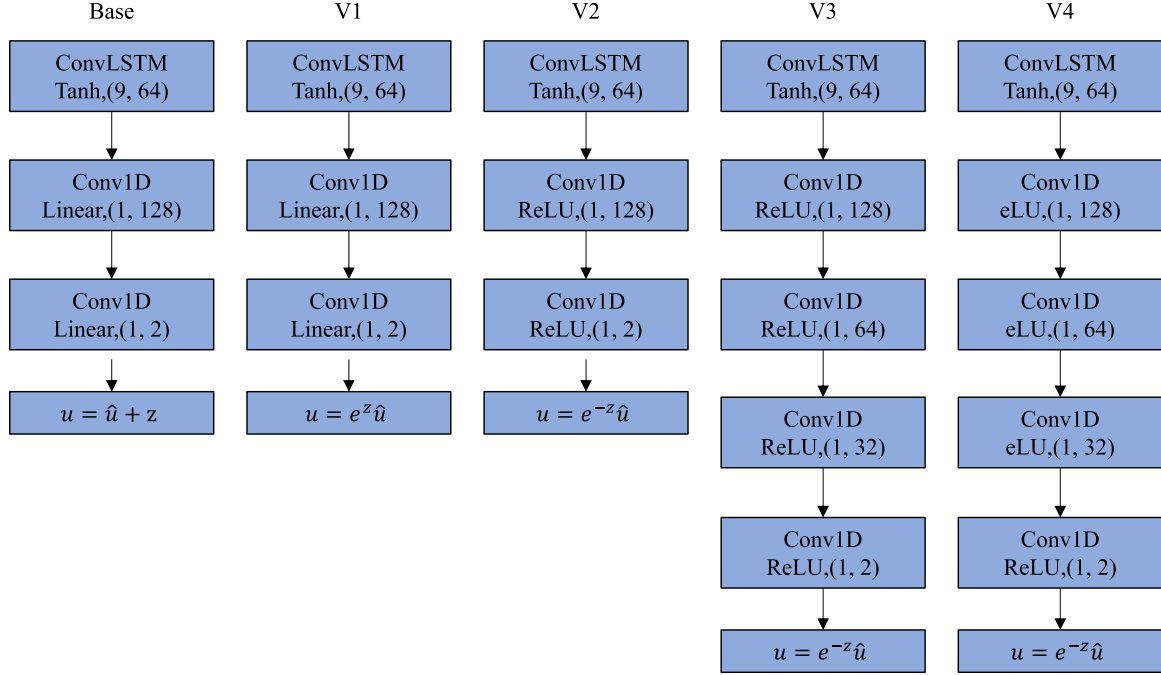 Base
ConvLSTM
Tanh,(9, 64)
Conv1D
Linear,(1, 128)
Conv1D
Linear,(1, 2)
u = û + z
V1
ConvLSTM
Tanh,(9, 64)
Conv1D
Linear,(1, 128)
Conv1D
Linear,(1, 2)
u = e^z û
V2
ConvLSTM
Tanh,(9, 64)
Conv1D
ReLU,(1, 128)
Conv1D
ReLU,(1, 2)
u = e^{-z} û
V3
ConvLSTM
Tanh,(9, 64)
Conv1D
ReLU,(1, 128)
Conv1D
ReLU,(1, 64)
Conv1D
ReLU,(1, 32)
Conv1D
ReLU,(1, 2)
u = e^{-z} û
V4
ConvLSTM
Tanh,(9, 64)
Conv1D
eLU,(1, 128)
Conv1D
eLU,(1, 64)
Conv1D
eLU,(1, 32)
Conv1D
ReLU,(1, 2)
u = e^{-z} û